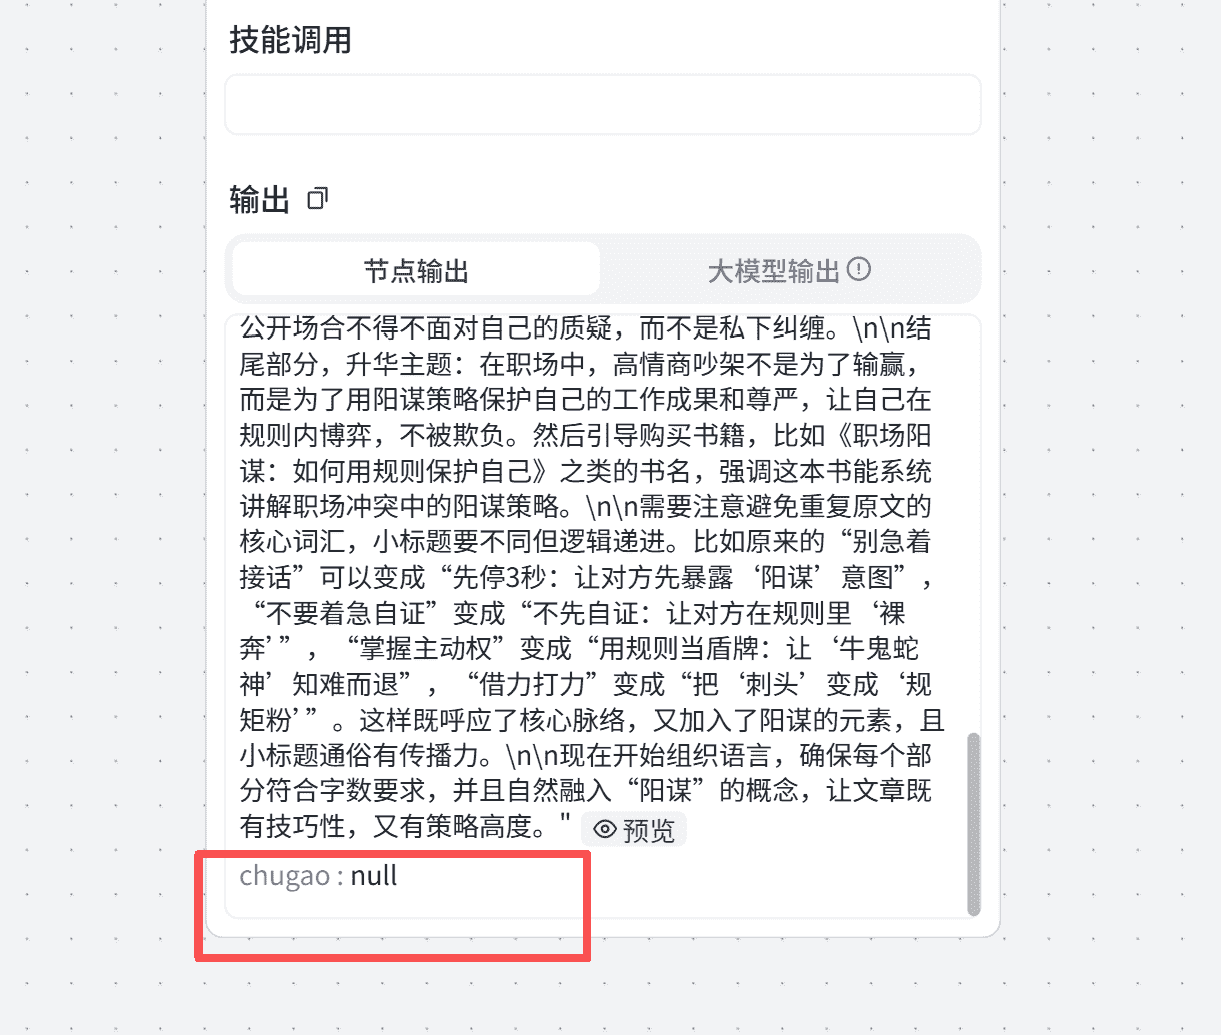 技能调用
输出
节点输出
大模型输出
公开场合不得不面对自己的质疑，而不是私下纠缠。\n\n结
尾部分，升华主题：在职场中，高情商吵架不是为了输赢，
而是为了用阳谋策略保护自己的工作成果和尊严，让自己在
规则内博弈，不被欺负。然后引导购买书籍，比如《职场阳
谋：如何用规则保护自己》之类的书名，强调这本书能系统
讲解职场冲突中的阳谋策略。\n\n需要注意避免重复原文的
核心词汇，小标题要不同但逻辑递进。比如原来的“别急着
接话”可以变成“先停3秒：让对方先暴露‘阳谋’意图”，
“不要着急自证”变成“不先自证：让对方在规则里‘裸
奔’”，“掌握主动权”变成“用规则当盾牌：让‘牛鬼蛇
神’知难而退”，“借力打力”变成“把‘刺头’变成‘规
矩粉’”。这样既呼应了核心脉络，又加入了阳谋的元素，且
小标题通俗有传播力。\n\n现在开始组织语言，确保每个部
分符合字数要求，并且自然融入“阳谋”的概念，让文章既
有技巧性，又有策略高度。" 预览
chugao : null